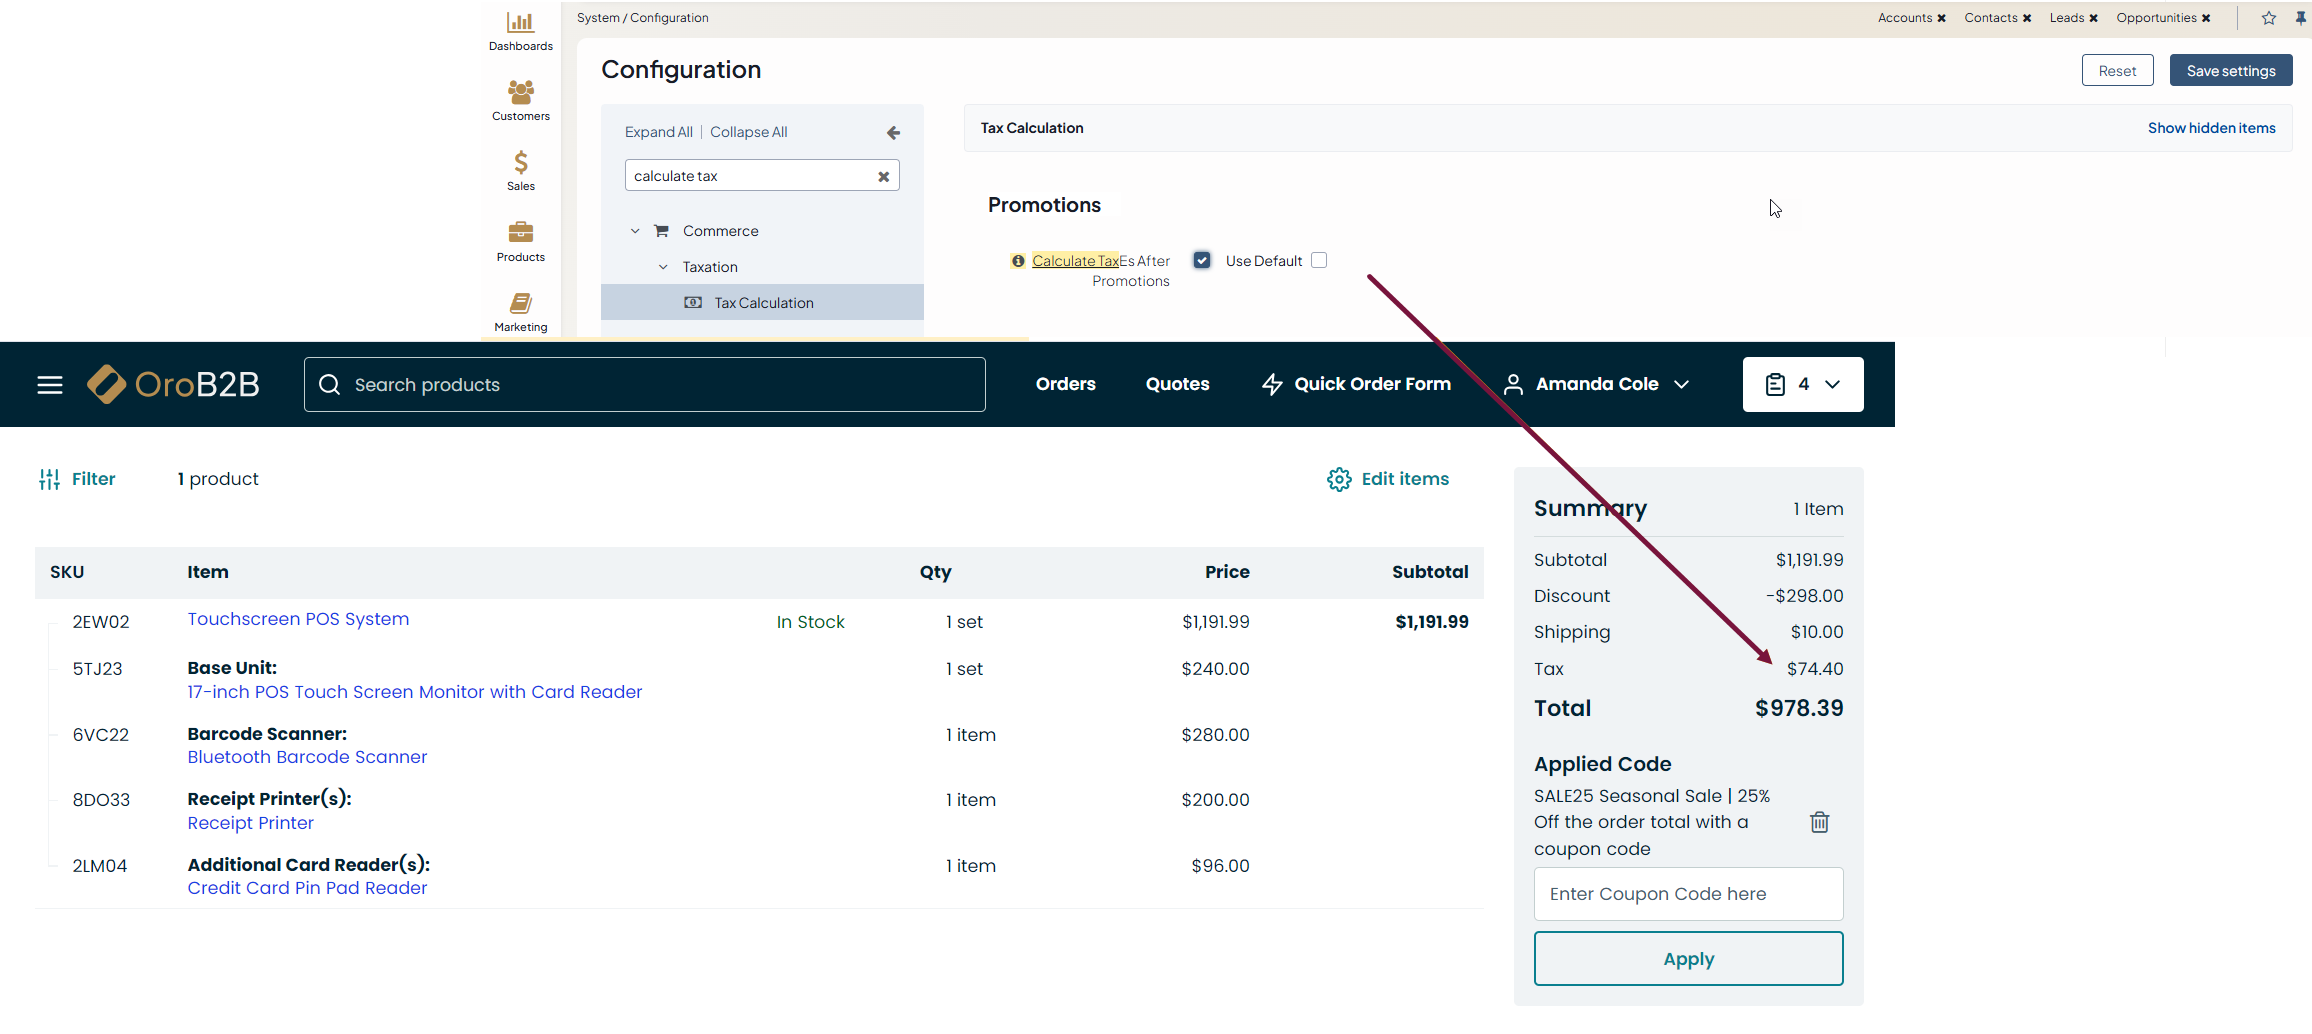 Dashboards
Customers
Sales
Products
Marketing
System / Configuration
Accounts ✖ Contacts ✖ Leads ✖ Opportunities ✖
Configuration
Reset
Save settings
Expand All | Collapse All
calculate tax
Commerce
Taxation
Tax Calculation
Tax Calculation
Show hidden items
Promotions
Calculate TaxEs After
Promotions
Use Default
OroB2B
Search products
Orders
Quotes
Quick Order Form
Amanda Cole
4
Filter
1 product
Edit items
SKU Item Qty Price Subtotal
2EW02 Touchscreen POS System In Stock 1 set $1,191.99 $1,191.99
5TJ23 Base Unit: 1 set $240.00
17-inch POS Touch Screen Monitor with Card Reader
6VC22 Barcode Scanner: 1 item $280.00
Bluetooth Barcode Scanner
8DO33 Receipt Printer(s): 1 item $200.00
Receipt Printer
2LM04 Additional Card Reader(s): 1 item $96.00
Credit Card Pin Pad Reader
Summary 1 Item
Subtotal $1,191.99
Discount -$298.00
Shipping $10.00
Tax $74.40
Total $978.39
Applied Code
SALE25 Seasonal Sale | 25%
Off the order total with a
coupon code
Enter Coupon Code here
Apply